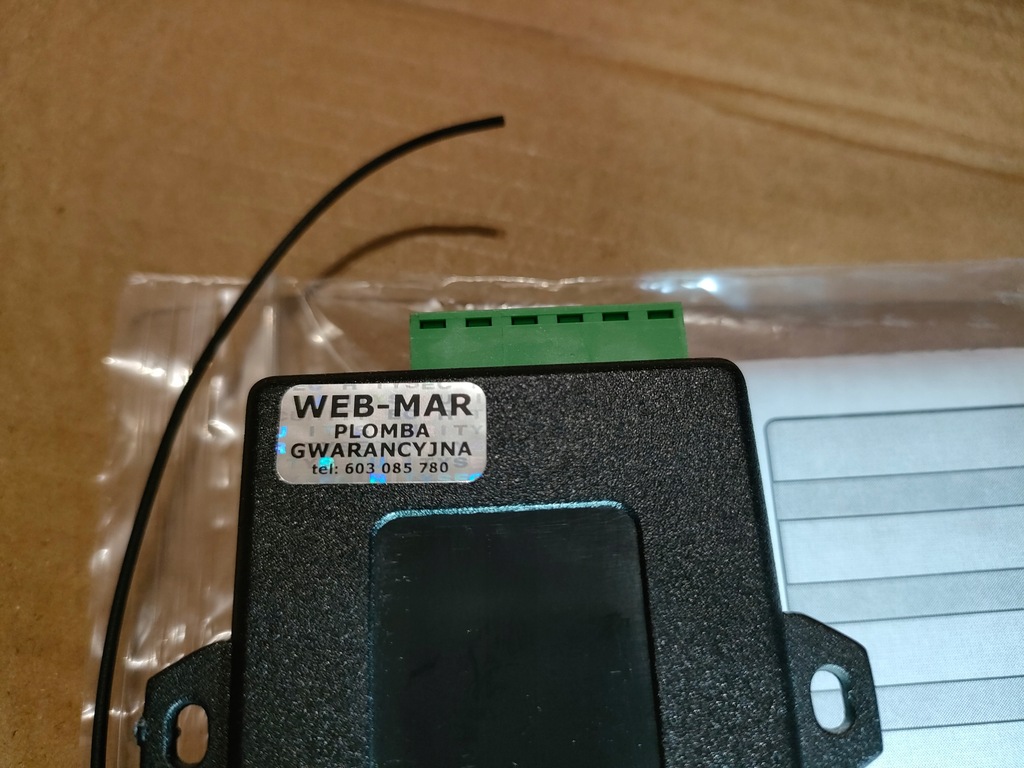 WEB-MAR
PLOMBA
GWARANCYJNA
tel: 603 085 780